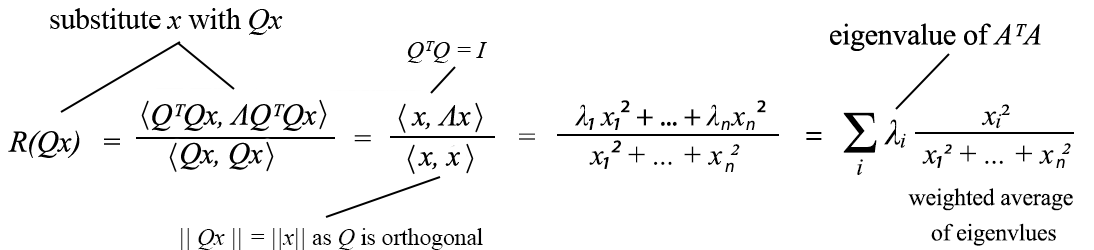 substitute x with Qx
QᵀQ = I
eigenvalue of AᵀA
R(Qx) = ⟨QᵀQx, ΛQᵀQx⟩ / ⟨Qx, Qx⟩ = ⟨x, Λx⟩ / ⟨x, x⟩ = (λ₁x₁² + ... + λₙxₙ²) / (x₁² + ... + xₙ²) = ∑ᵢ λᵢ xᵢ² / (x₁² + ... + xₙ²)
|| Qx || = ||x|| as Q is orthogonal
weighted average
of eigenvlues